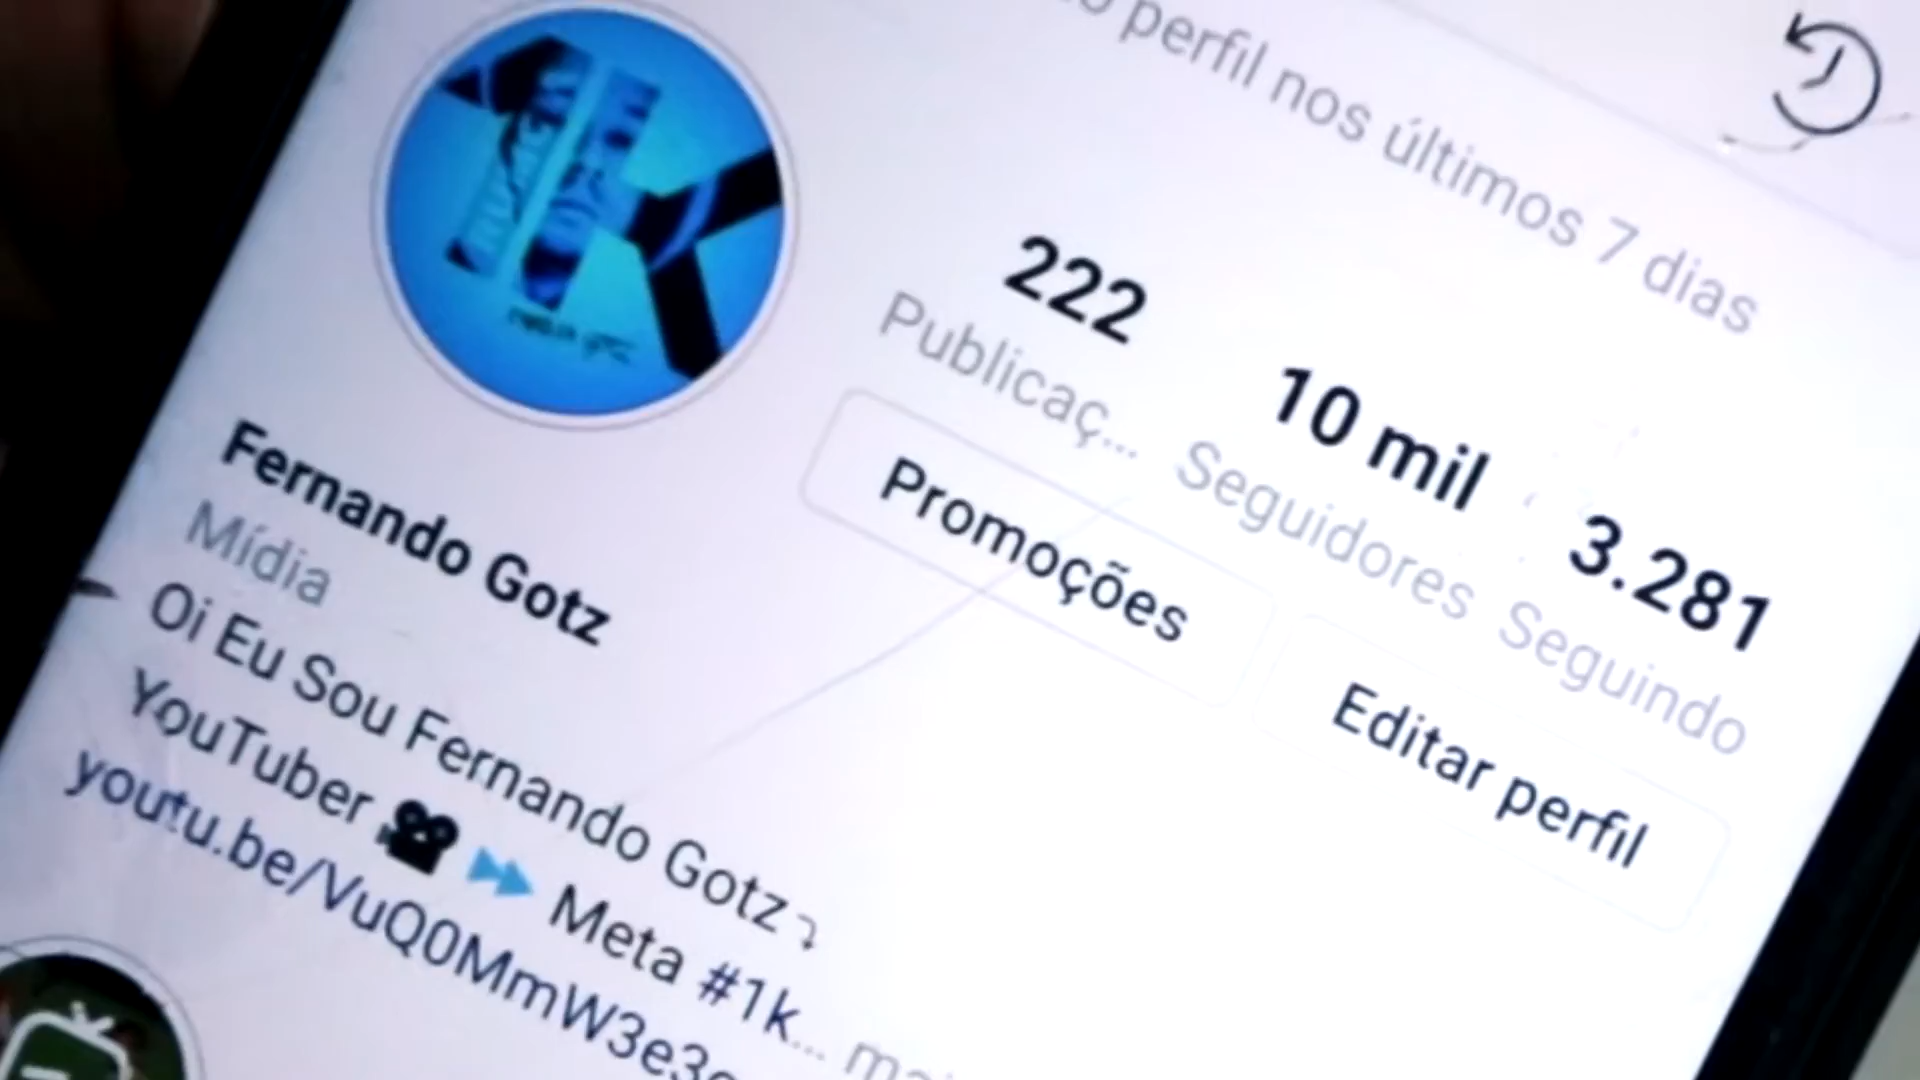 perfil nos últimos 7 dias
222
Publicaç...
10 mil
Seguidores
3.281
Seguindo
Promoções
Editar perfil
Fernando Gotz
Mídia
Oi Eu Sou Fernando Gotz⤵
YouTuber 🎥 ⏩ Meta #1k...
youtu.be/VuQ0MmW3e3